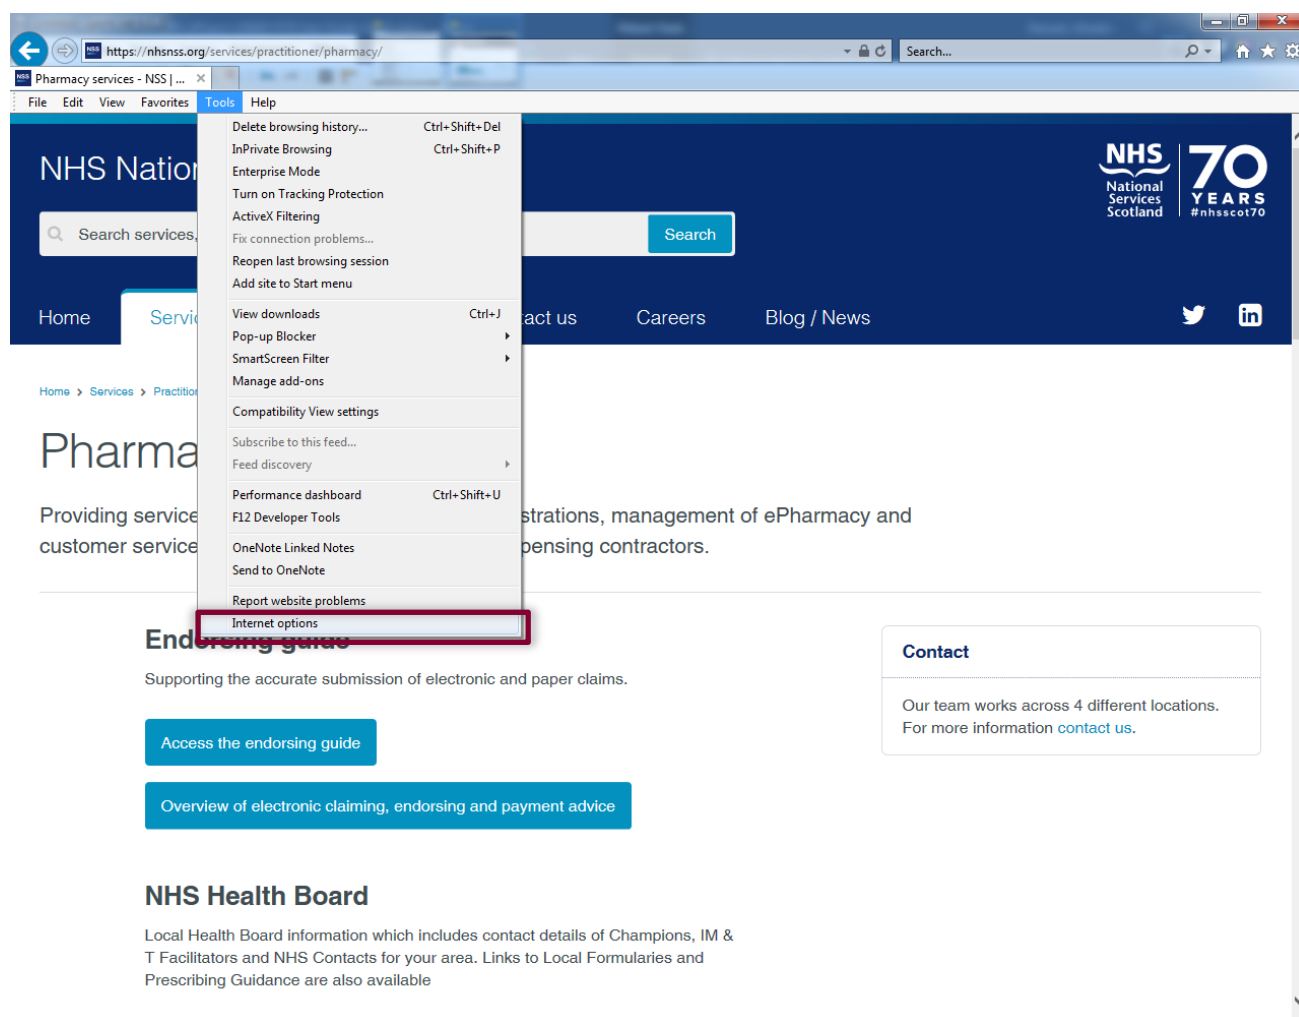 https://nhsnss.org/services/practitioner/pharmacy/
Search...
Pharmacy services - NSS | ...
File Edit View Favorites Tools Help
Delete browsing history... Ctrl+Shift+Del
InPrivate Browsing Ctrl+Shift+P
Enterprise Mode
Turn on Tracking Protection
ActiveX Filtering
Fix connection problems...
Reopen last browsing session
Add site to Start menu
View downloads Ctrl+J
Pop-up Blocker
SmartScreen Filter
Manage add-ons
Compatibility View settings
Subscribe to this feed...
Feed discovery
Performance dashboard Ctrl+Shift+U
F12 Developer Tools
OneNote Linked Notes
Send to OneNote
Report website problems
Internet options
NHS Nation
NHS
National
Services
Scotland
70
YEARS
#nhsscot70
Search services,
Search
Home Servic tact us Careers Blog / News
in
Home > Services > Practition
Pharma
Providing service strations, management of ePharmacy and
customer service pensing contractors.
Endorsing guide
Supporting the accurate submission of electronic and paper claims.
Access the endorsing guide
Overview of electronic claiming, endorsing and payment advice
Contact
Our team works across 4 different locations.
For more information contact us.
NHS Health Board
Local Health Board information which includes contact details of Champions, IM &
T Facilitators and NHS Contacts for your area. Links to Local Formularies and
Prescribing Guidance are also available